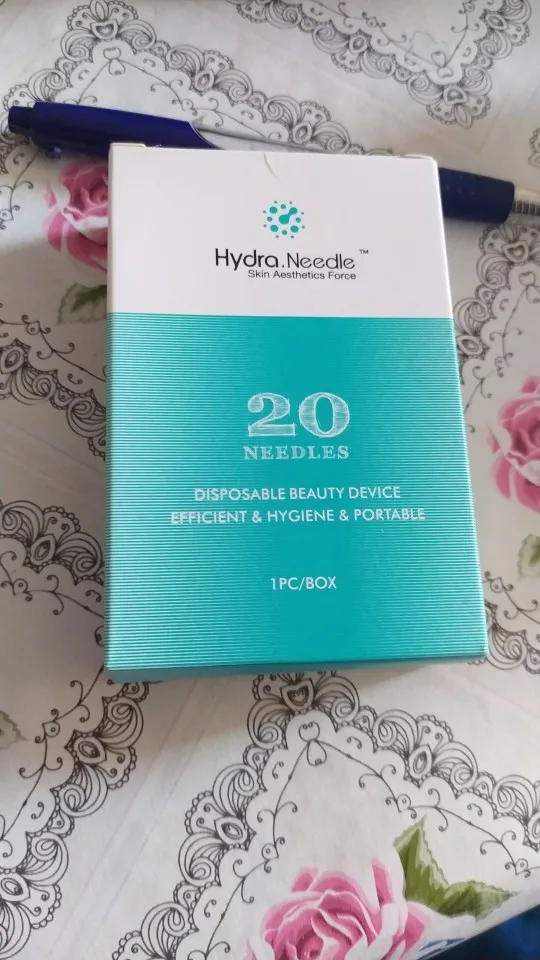 Hydra.Needle™
Skin Aesthetics Force
20
NEEDLES
DISPOSABLE BEAUTY DEVICE
EFFICIENT & HYGIENE & PORTABLE
1PC/BOX